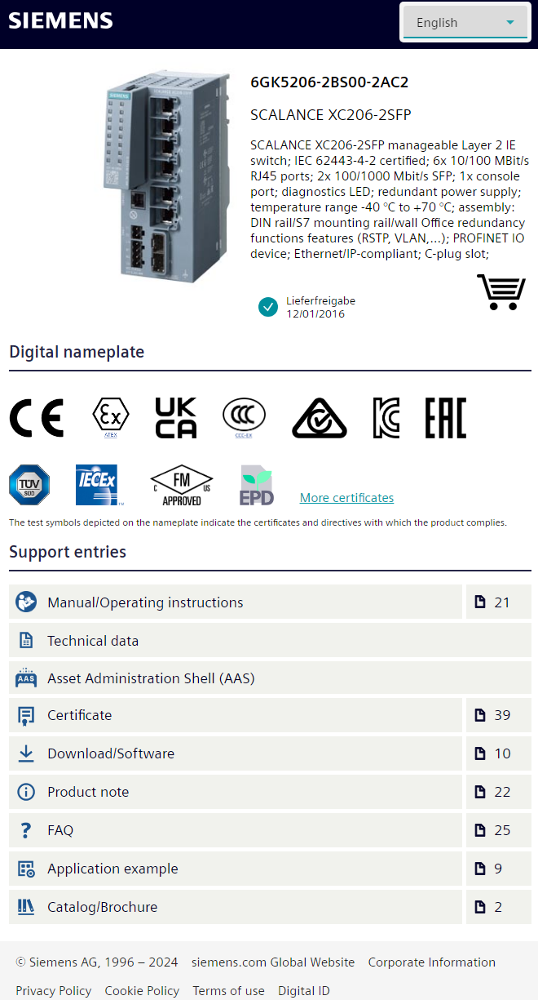 SIEMENS
English
6GK5206-2BS00-2AC2
SCALANCE XC206-2SFP
SCALANCE XC206-2SFP manageable Layer 2 IE
switch; IEC 62443-4-2 certified; 6x 10/100 MBit/s
RJ45 ports; 2x 100/1000 Mbit/s SFP; 1x console
port; diagnostics LED; redundant power supply;
temperature range -40 °C to +70 °C; assembly:
DIN rail/S7 mounting rail/wall Office redundancy
functions features (RSTP, VLAN,...); PROFINET IO
device; Ethernet/IP-compliant; C-plug slot;
SIEMENS
Lieferfreigabe
12/01/2016
Digital nameplate
CE
Ex
ATEX
UK
CA
CCC
CCC-EX
KC
EAC
TÜV
SÜD
IECEx
TM
FM
C US
APPROVED
EPD
More certificates
The test symbols depicted on the nameplate indicate the certificates and directives with which the product complies.
Support entries
Manual/Operating instructions 21
Technical data
AAS Asset Administration Shell (AAS)
Certificate 39
Download/Software 10
Product note 22
? FAQ 25
Application example 9
Catalog/Brochure 2
© Siemens AG, 1996 – 2024 siemens.com Global Website Corporate Information
Privacy Policy Cookie Policy Terms of use Digital ID